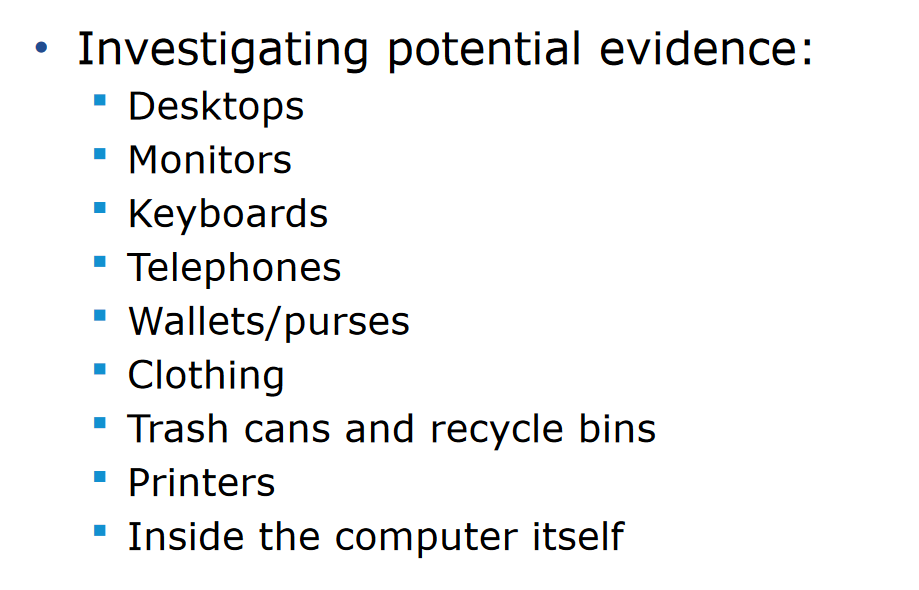 • Investigating potential evidence:
▪ Desktops
▪ Monitors
▪ Keyboards
▪ Telephones
▪ Wallets/purses
▪ Clothing
▪ Trash cans and recycle bins
▪ Printers
▪ Inside the computer itself